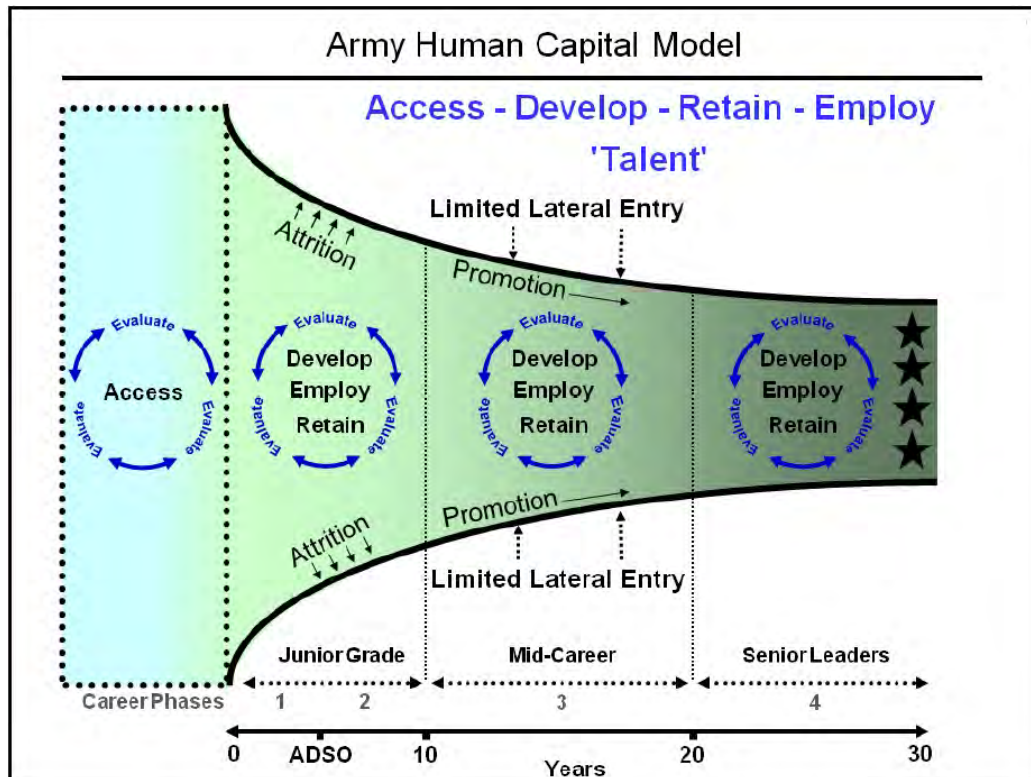 Army Human Capital Model
Access - Develop - Retain - Employ
'Talent'
Limited Lateral Entry
Attrition
Promotion
Evaluate
Evaluate
Evaluate
Access
Evaluate
Evaluate
Evaluate
Develop
Employ
Retain
Evaluate
Evaluate
Evaluate
Develop
Employ
Retain
Evaluate
Evaluate
Evaluate
Develop
Employ
Retain
Attrition
Promotion
Limited Lateral Entry
Junior Grade Mid-Career Senior Leaders
Career Phases 1 2 3 4
0 ADSO 10 20 30
Years